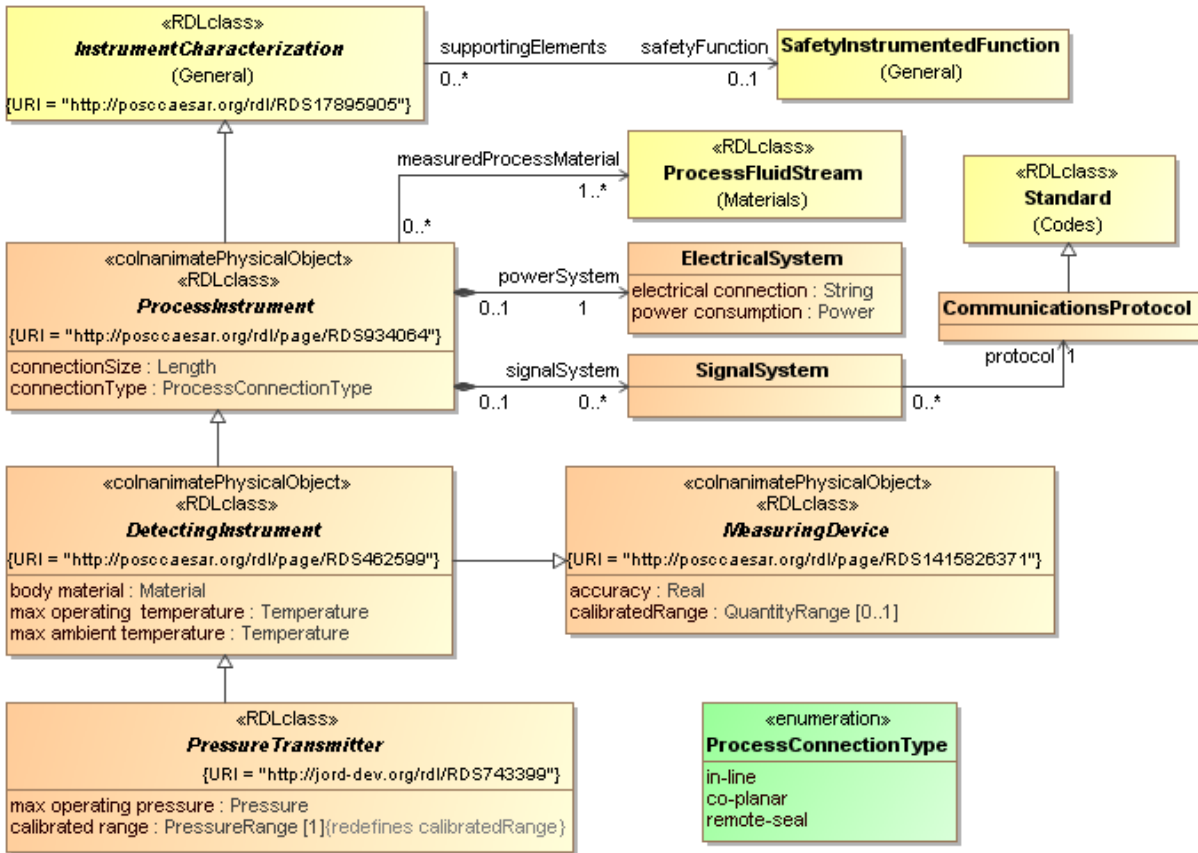 «RDLclass»
InstrumentCharacterization
(General)
{URI = "http://posccaesar.org/rdl/RDS17895905"}
supportingElements
0..*
safetyFunction
0..1
SafetyInstrumentedFunction
(General)
measuredProcessMaterial
1..*
0..*
«RDLclass»
ProcessFluidStream
(Materials)
«RDLclass»
Standard
(Codes)
«coInanimatePhysicalObject»
«RDLclass»
ProcessInstrument
{URI = "http://posccaesar.org/rdl/page/RDS934064"}
connectionSize : Length
connectionType : ProcessConnectionType
powerSystem
0..1
1
ElectricalSystem
electrical connection : String
power consumption : Power
CommunicationsProtocol
signalSystem
0..1
0..*
SignalSystem
protocol
1
0..*
«coInanimatePhysicalObject»
«RDLclass»
DetectingInstrument
{URI = "http://posccaesar.org/rdl/page/RDS462599"}
body material : Material
max operating temperature : Temperature
max ambient temperature : Temperature
«coInanimatePhysicalObject»
«RDLclass»
MeasuringDevice
{URI = "http://posccaesar.org/rdl/page/RDS1415826371"}
accuracy : Real
calibratedRange : QuantityRange [0..1]
«RDLclass»
PressureTransmitter
{URI = "http://jord-dev.org/rdl/RDS743399"}
max operating pressure : Pressure
calibrated range : PressureRange [1]{redefines calibratedRange}
«enumeration»
ProcessConnectionType
in-line
co-planar
remote-seal